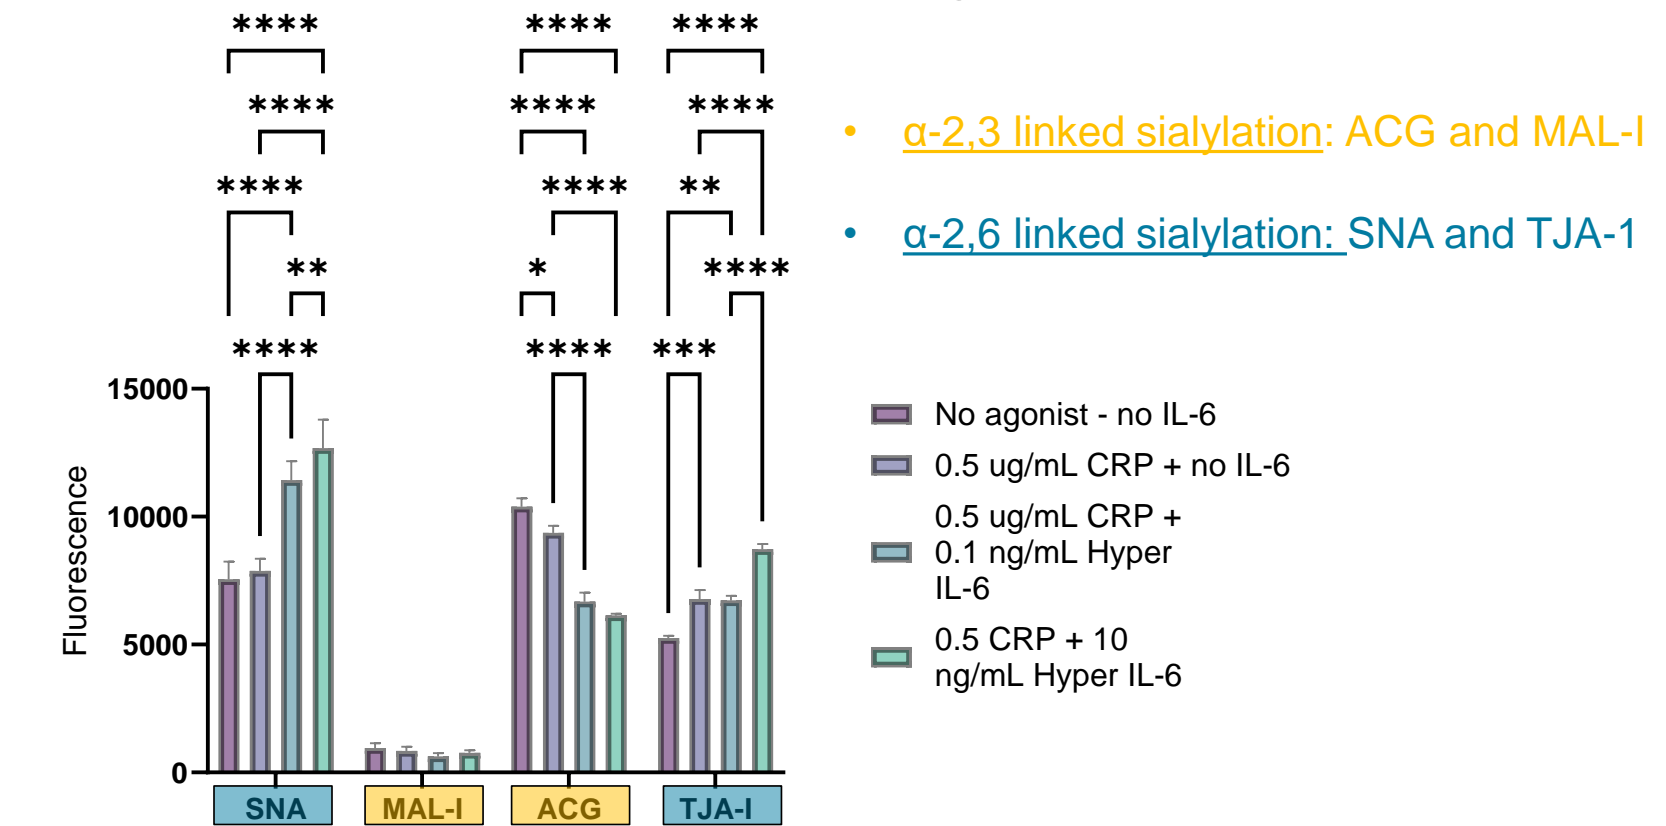 **** **** ****
**** **** ****
**** **** **
** * ****
**** **** ***
15000
10000
5000
0
Fluorescence
SNA MAL-I ACG TJA-I
• α-2,3 linked sialylation: ACG and MAL-I
• α-2,6 linked sialylation: SNA and TJA-1
No agonist - no IL-6
0.5 ug/mL CRP + no IL-6
0.5 ug/mL CRP +
0.1 ng/mL Hyper
IL-6
0.5 CRP + 10
ng/mL Hyper IL-6